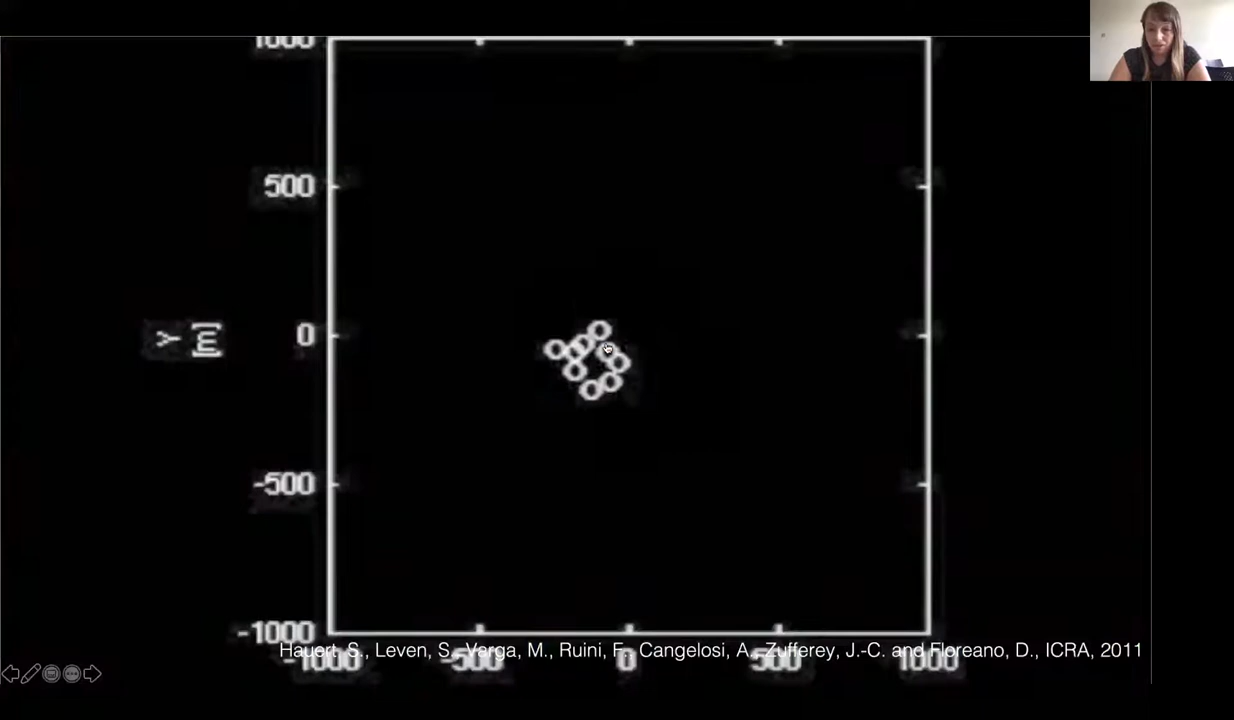 1000
500
Y [m]
0
-500
-1000
Hauert, S., Leven, S., Varga, M., Ruini, F., Cangelosi, A., Zufferey, J.-C. and Floreano, D., ICRA, 2011
-1000 -500 0 500 1000